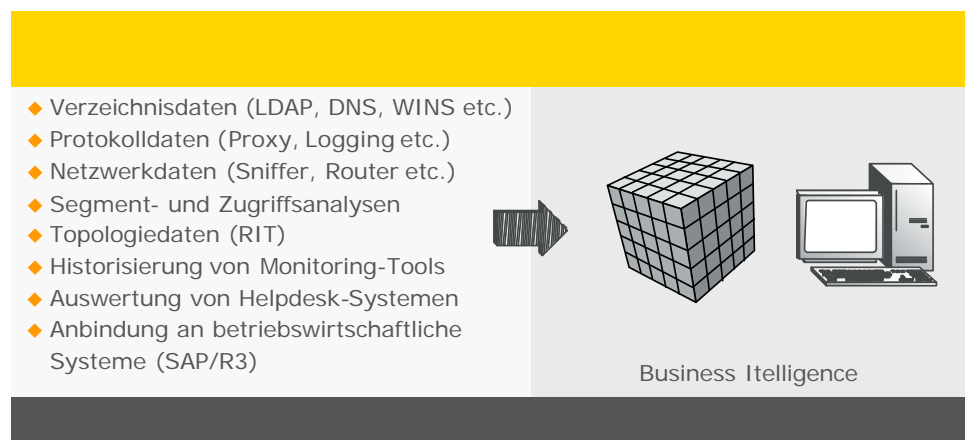 Verzeichnisdaten (LDAP, DNS, WINS etc.)
Protokolldaten (Proxy, Logging etc.)
Netzwerkdaten (Sniffer, Router etc.)
Segment- und Zugriffsanalysen
Topologiedaten (RIT)
Historisierung von Monitoring-Tools
Auswertung von Helpdesk-Systemen
Anbindung an betriebswirtschaftliche
Systeme (SAP/R3)
Business Itelligence